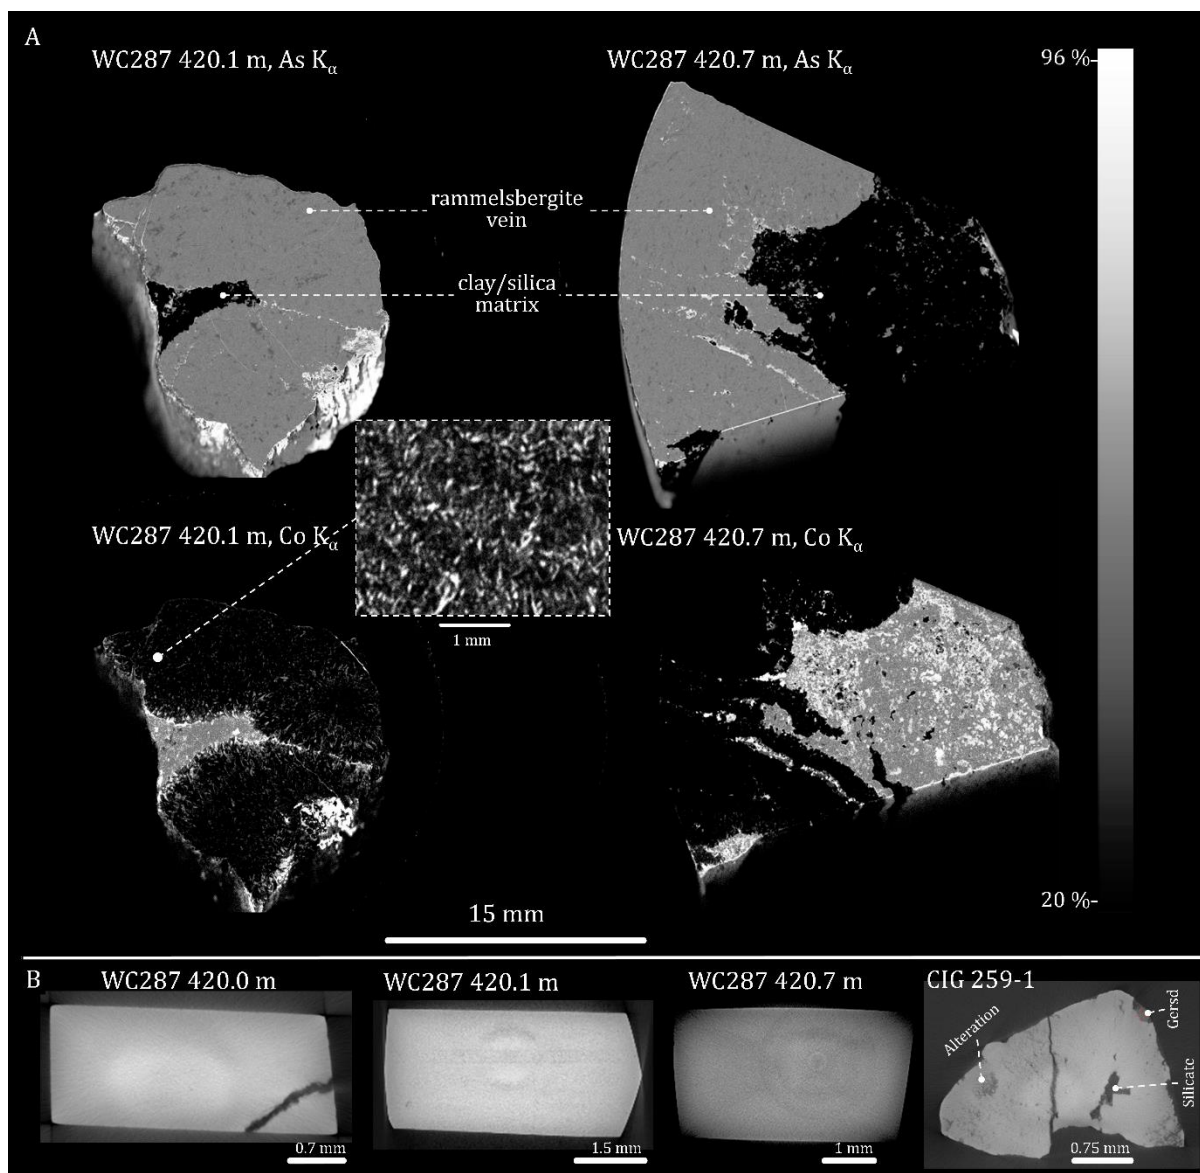 A
WC287 420.1 m, As Kα
WC287 420.7 m, As Kα
96 %-
rammelsbergite
vein
clay/silica
matrix
WC287 420.1 m, Co Kα
WC287 420.7 m, Co Kα
1 mm
20 %-
15 mm
B
WC287 420.0 m
WC287 420.1 m
WC287 420.7 m
CIG 259-1
Alteration
Gersd
Silicate
0.7 mm
1.5 mm
1 mm
0.75 mm